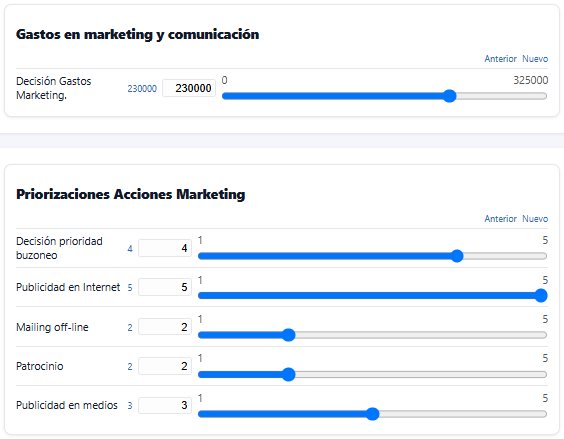 Gastos en marketing y comunicación
Anterior Nuevo
Decisión Gastos Marketing. 230000 230000 0 325000
Priorizaciones Acciones Marketing
Anterior Nuevo
Decisión prioridad buzoneo 4 4 1 5
Publicidad en Internet 5 5 1 5
Mailing off-line 2 2 1 5
Patrocinio 2 2 1 5
Publicidad en medios 3 3 1 5